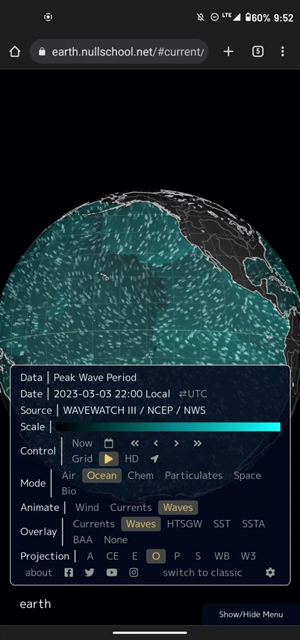 LTE 60% 9:52
earth.nullschool.net/#current/ 5
Data | Peak Wave Period
Date | 2023-03-03 22:00 Local ⇄UTC
Source | WAVEWATCH III / NCEP / NWS
Scale |
Control | Now « ‹ › »
Grid HD
Mode | Air Ocean Chem Particulates Space
Bio
Animate | Wind Currents Waves
Overlay | Currents Waves HTSGW SST SSTA
BAA None
Projection | A CE E O P S WB W3
about switch to classic
earth
Show/Hide Menu